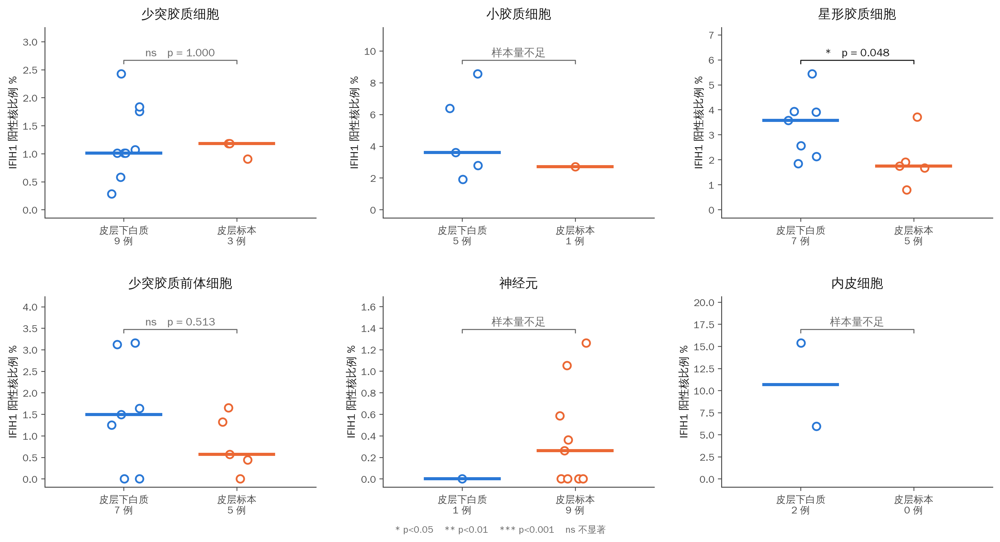 少突胶质细胞
3.0
2.5
2.0
1.5
1.0
0.5
0.0
IFIH1 阳性核比例 %
ns p = 1.000
皮层下白质
9 例
皮层标本
3 例
小胶质细胞
10
8
6
4
2
0
IFIH1 阳性核比例 %
样本量不足
皮层下白质
5 例
皮层标本
1 例
星形胶质细胞
7
6
5
4
3
2
1
0
IFIH1 阳性核比例 %
* p = 0.048
皮层下白质
7 例
皮层标本
5 例
少突胶质前体细胞
4.0
3.5
3.0
2.5
2.0
1.5
1.0
0.5
0.0
IFIH1 阳性核比例 %
ns p = 0.513
皮层下白质
7 例
皮层标本
5 例
神经元
1.6
1.4
1.2
1.0
0.8
0.6
0.4
0.2
0.0
IFIH1 阳性核比例 %
样本量不足
皮层下白质
1 例
皮层标本
9 例
内皮细胞
20.0
17.5
15.0
12.5
10.0
7.5
5.0
2.5
0.0
IFIH1 阳性核比例 %
样本量不足
皮层下白质
2 例
皮层标本
0 例
* p<0.05 ** p<0.01 *** p<0.001 ns 不显著